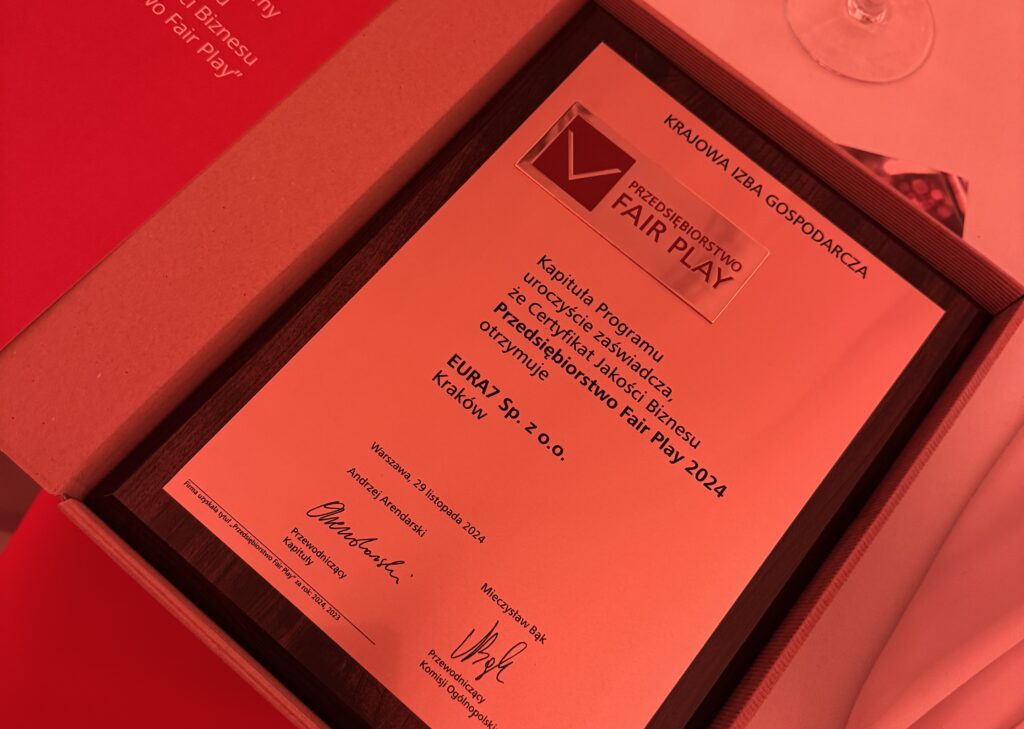 ci Biznesu
wo Fair Play"
KRAJOWA IZBA GOSPODARCZA
PRZEDSIĘBIORSTWO
FAIR PLAY
Kapituła Programu
uroczyście zaświadcza,
że Certyfikat Jakości Biznesu
Przedsiębiorstwo Fair Play 2024
otrzymuje
EURA7 Sp. z o.o.
Kraków
Warszawa, 29 listopada 2024
Andrzej Arendarski
Przewodniczący
Kapituły
Mieczysław Bąk
Przewodniczący
Komisji Ogólnopolski
Firma uzyskała tytuł „Przedsiębiorstwo Fair Play" za rok: 2024, 2023